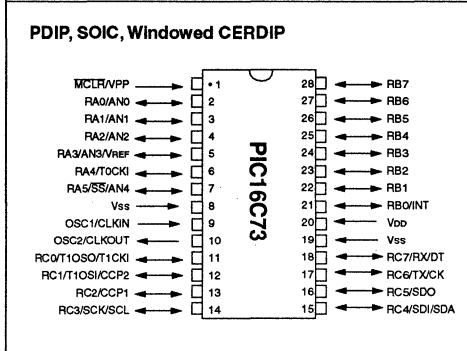 PDIP, SOIC, Windowed CERDIP
MCLR/VPP • 1 28 RB7
RA0/AN0 2 27 RB6
RA1/AN1 3 26 RB5
RA2/AN2 4 25 RB4
RA3/AN3/VREF 5 24 RB3
RA4/T0CKI 6 23 RB2
RA5/SS/AN4 7 22 RB1
Vss 8 21 RB0/INT
OSC1/CLKIN 9 20 VDD
OSC2/CLKOUT 10 19 Vss
RC0/T1OSO/T1CKI 11 18 RC7/RX/DT
RC1/T1OSI/CCP2 12 17 RC6/TX/CK
RC2/CCP1 13 16 RC5/SDO
RC3/SCK/SCL 14 15 RC4/SDI/SDA
PIC16C73